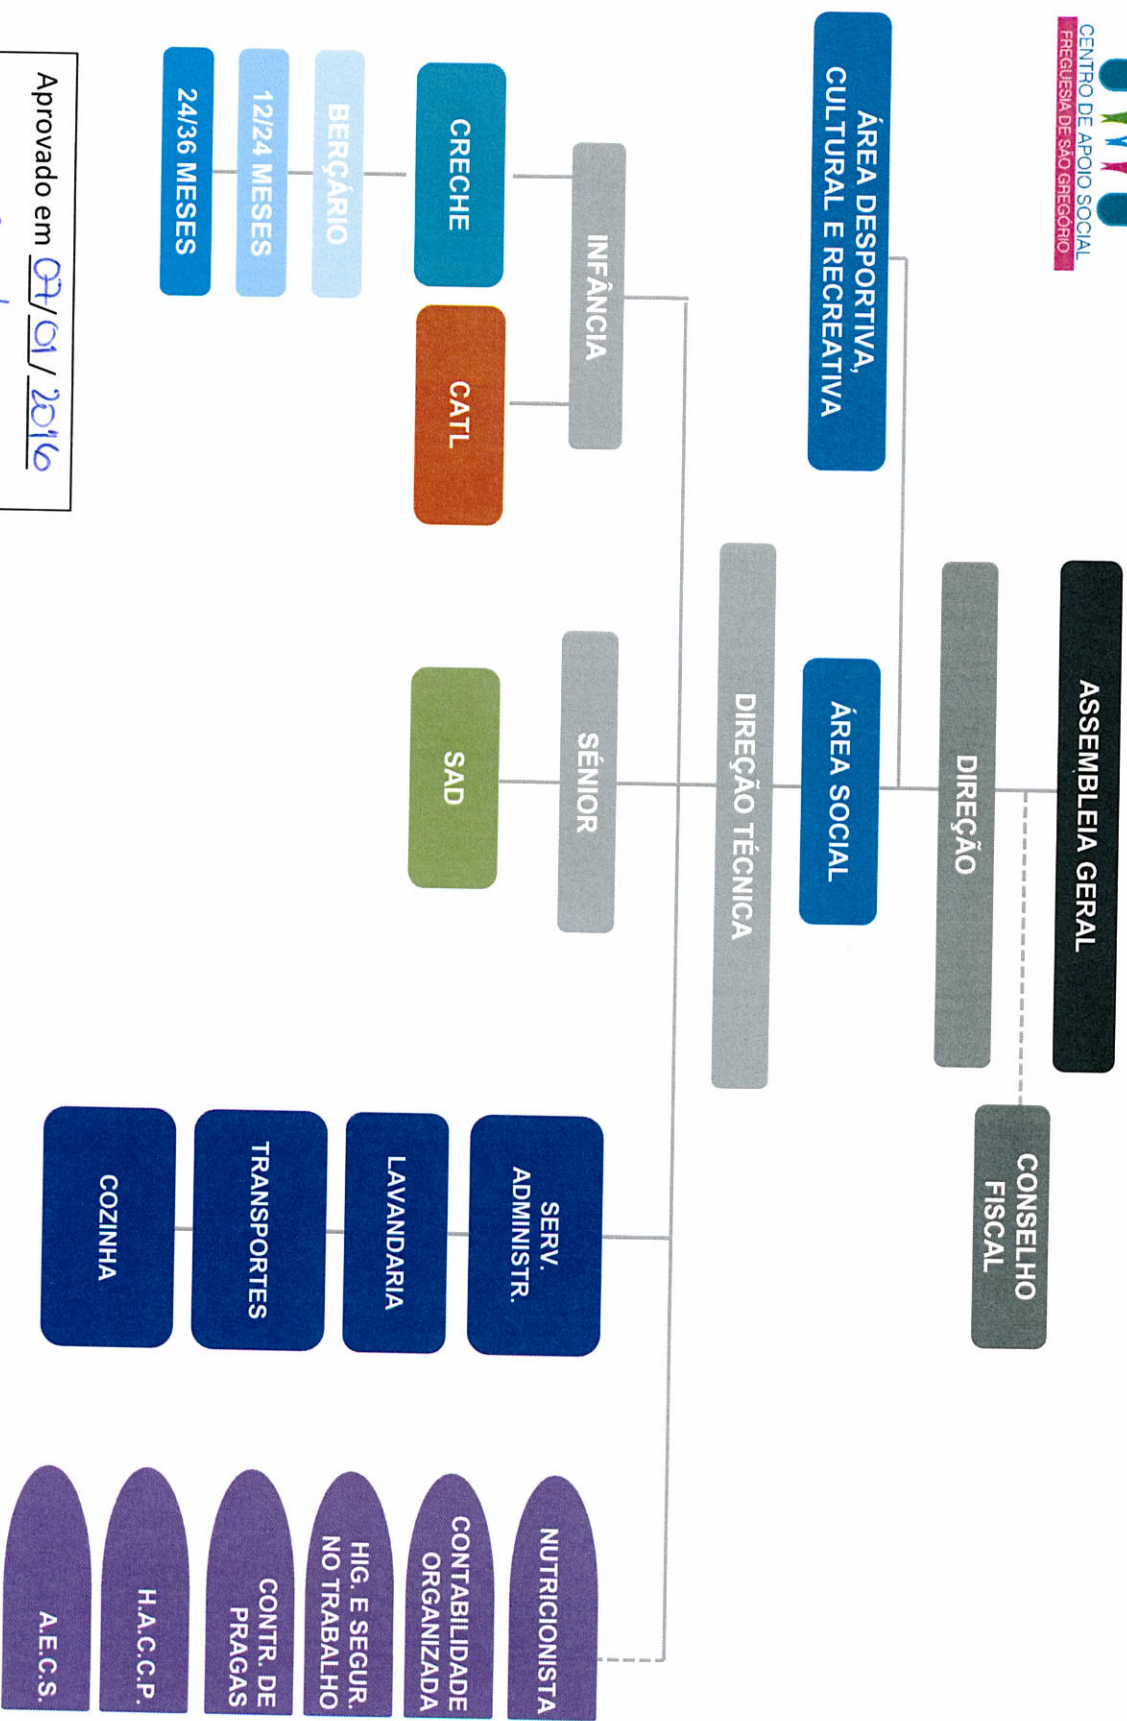 CENTRO DE APOIO SOCIAL
FREGUESIA DE SÃO GREGÓRIO
ASSEMBLEIA GERAL
CONSELHO
FISCAL
DIREÇÃO
ÁREA DESPORTIVA,
CULTURAL E RECREATIVA
ÁREA SOCIAL
DIREÇÃO TÉCNICA
INFÂNCIA
SÉNIOR
CRECHE
CATL
SAD
BERÇÁRIO
12/24 MESES
24/36 MESES
SERV.
ADMINISTR.
LAVANDARIA
TRANSPORTES
COZINHA
NUTRICIONISTA
CONTABILIDADE
ORGANIZADA
HIG. E SEGUR.
NO TRABALHO
CONTR. DE
PRAGAS
H.A.C.C.P.
A.E.C.S.
Aprovado em 07/01/2016